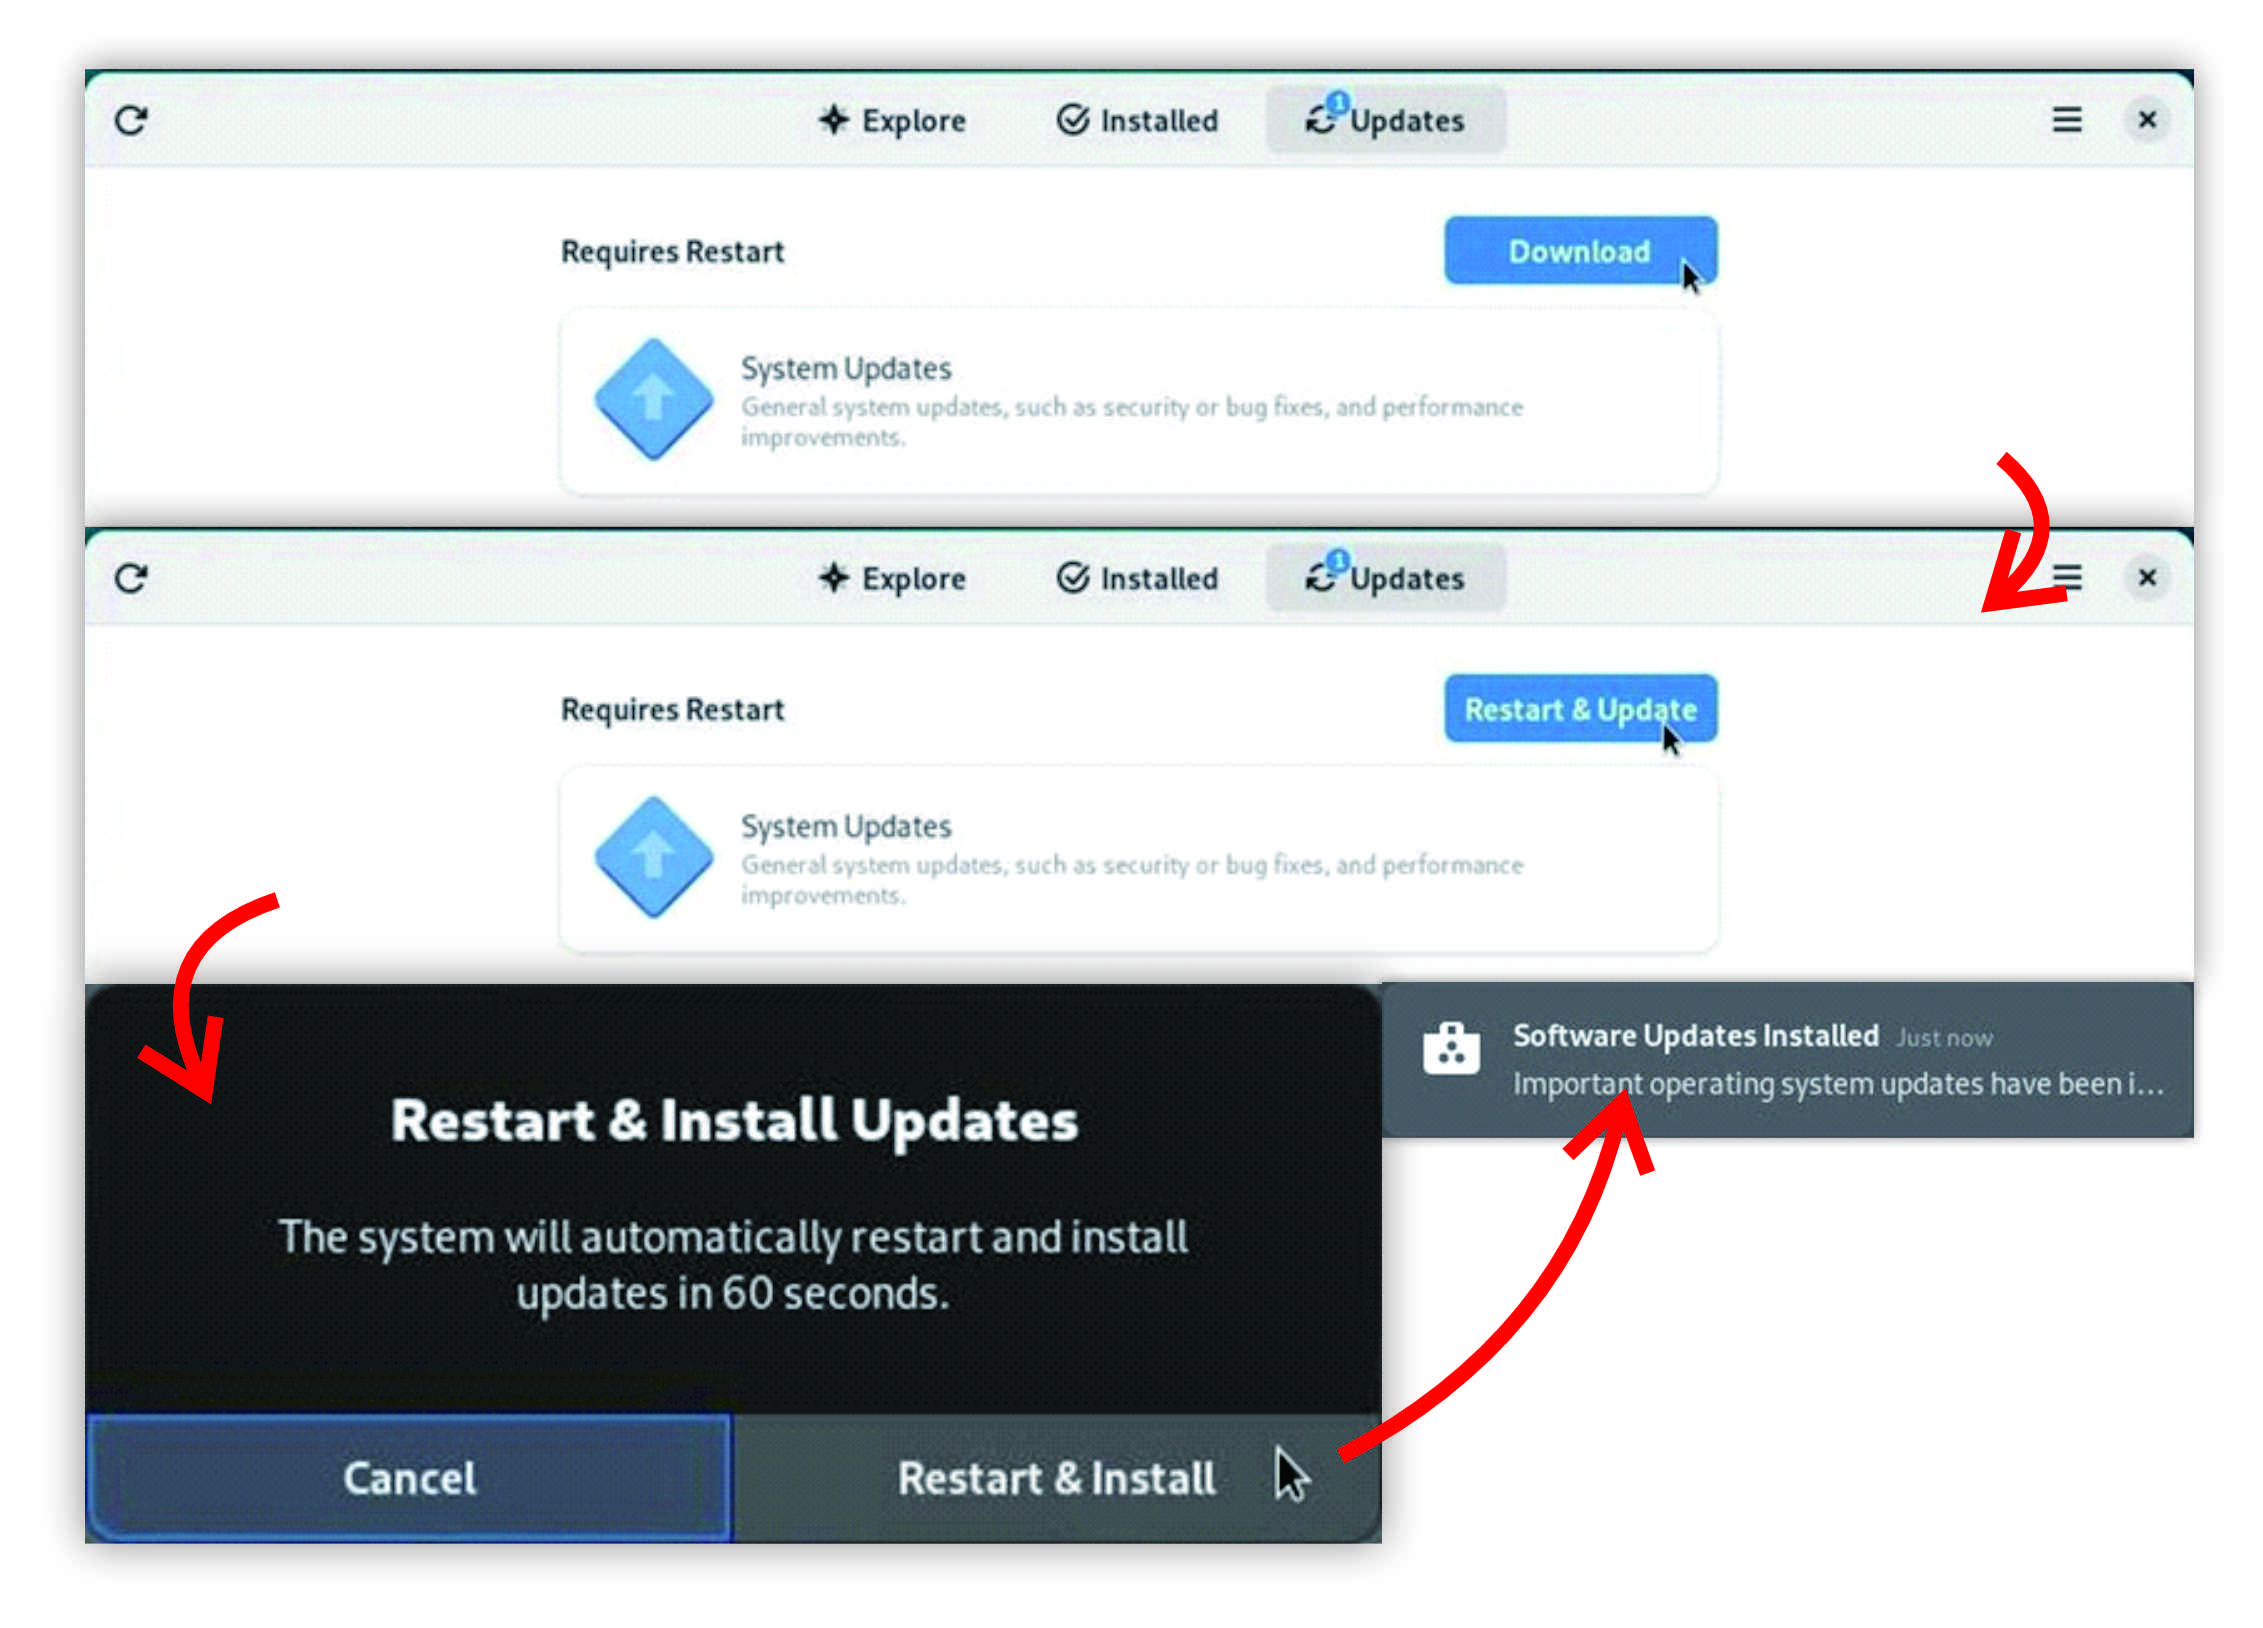 Explore Installed 1 Updates
Requires Restart Download
System Updates
General system updates, such as security or bug fixes, and performance
improvements.
Explore Installed 1 Updates
Requires Restart Restart & Update
System Updates
General system updates, such as security or bug fixes, and performance
improvements.
Restart & Install Updates
The system will automatically restart and install
updates in 60 seconds.
Cancel Restart & Install
Software Updates Installed Just now
Important operating system updates have been i...